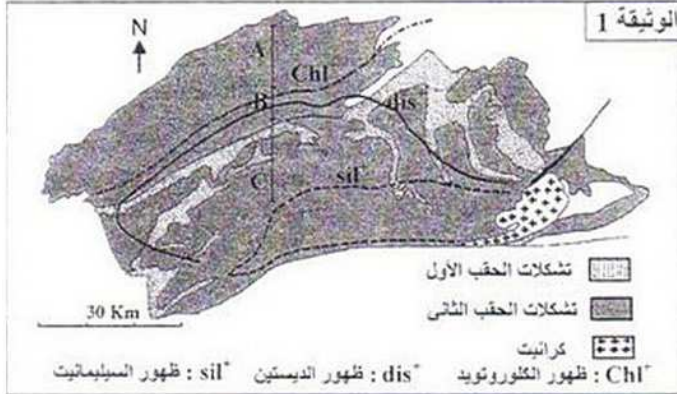 الوثيقة 1
N
A
Chl
B
dis
C
sil
تشكلات الحقب الأول
تشكلات الحقب الثاني
كرانيت
30 Km
Chl⁺ : ظهور الكلوروتويد dis⁺ : ظهور الديستين sil⁺ : ظهور السيليمانيت